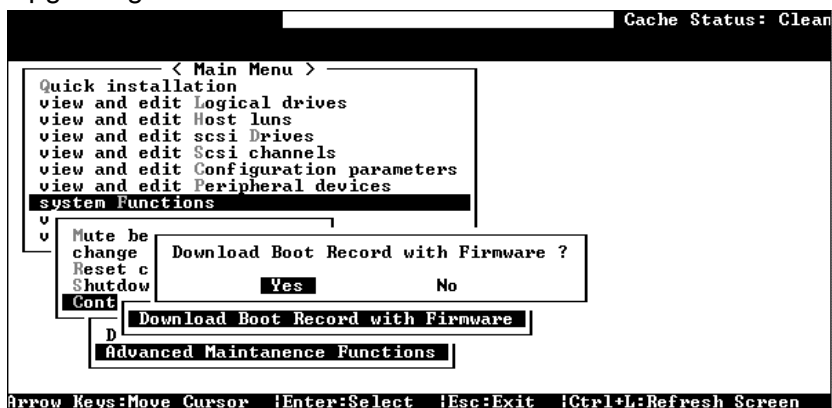 Cache Status: Clean
< Main Menu >
Quick installation
view and edit Logical drives
view and edit Host luns
view and edit scsi Drives
view and edit Scsi channels
view and edit Configuration parameters
view and edit Peripheral devices
system Functions
v
v
Mute be
change
Reset c
Shutdow
Cont
Download Boot Record with Firmware ?
Yes No
Download Boot Record with Firmware
D
Advanced Maintanence Functions
Arrow Keys:Move Cursor |Enter:Select |Esc:Exit |Ctrl+L:Refresh Screen